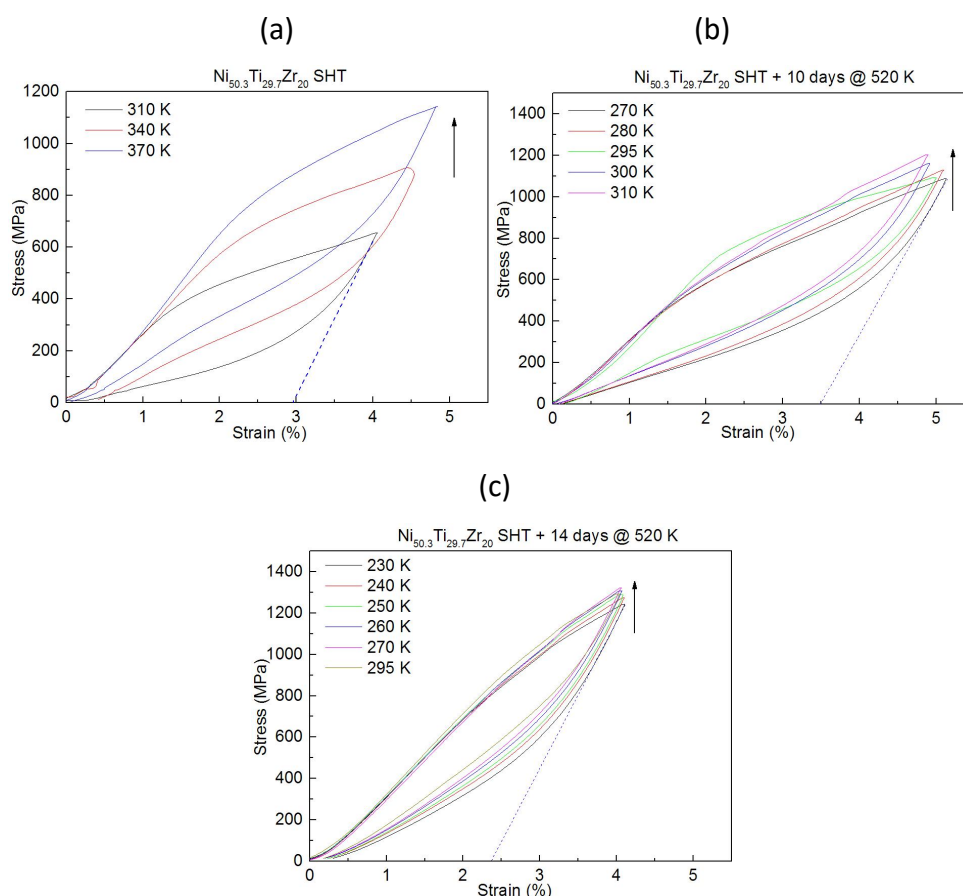 (a)
Ni50.3Ti29.7Zr20 SHT
1200
1000
800
600
400
200
0
310 K
340 K
370 K
Stress (MPa)
0 1 2 3 4 5
Strain (%)
(b)
Ni50.3Ti29.7Zr20 SHT + 10 days @ 520 K
1400
1200
1000
800
600
400
200
0
270 K
280 K
295 K
300 K
310 K
Stress (MPa)
0 1 2 3 4 5
Strain (%)
(c)
Ni50.3Ti29.7Zr20 SHT + 14 days @ 520 K
1400
1200
1000
800
600
400
200
0
230 K
240 K
250 K
260 K
270 K
295 K
Stress (MPa)
0 1 2 3 4 5
Strain (%)